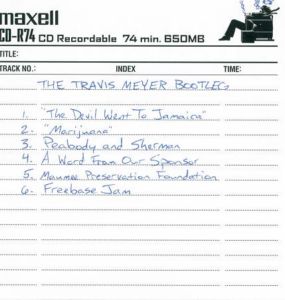 maxell
CD-R74 CD Recordable 74 min. 650MB
TITLE:
TRACK NO.: INDEX TIME:
THE TRAVIS MEYER BOOTLEG
1. "The Devil Went To Jamaica"
2. "Marijuana"
3. Peabody and Sherman
4. A Word From Our Sponsor
5. Maumee Preservation Foundation
6. Freebase Jam